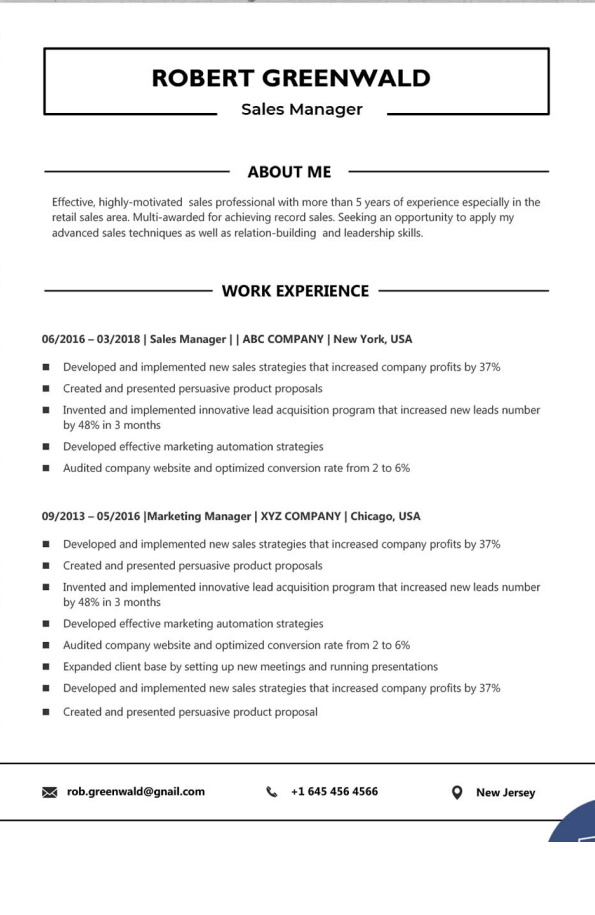 ROBERT GREENWALD
Sales Manager
ABOUT ME
Effective, highly-motivated sales professional with more than 5 years of experience especially in the
retail sales area. Multi-awarded for achieving record sales. Seeking an opportunity to apply my
advanced sales techniques as well as relation-building and leadership skills.
WORK EXPERIENCE
06/2016 – 03/2018 | Sales Manager | | ABC COMPANY | New York, USA
■ Developed and implemented new sales strategies that increased company profits by 37%
■ Created and presented persuasive product proposals
■ Invented and implemented innovative lead acquisition program that increased new leads number
by 48% in 3 months
■ Developed effective marketing automation strategies
■ Audited company website and optimized conversion rate from 2 to 6%
09/2013 – 05/2016 |Marketing Manager | XYZ COMPANY | Chicago, USA
■ Developed and implemented new sales strategies that increased company profits by 37%
■ Created and presented persuasive product proposals
■ Invented and implemented innovative lead acquisition program that increased new leads number
by 48% in 3 months
■ Developed effective marketing automation strategies
■ Audited company website and optimized conversion rate from 2 to 6%
■ Expanded client base by setting up new meetings and running presentations
■ Developed and implemented new sales strategies that increased company profits by 37%
■ Created and presented persuasive product proposal
rob.greenwald@gnail.com
+1 645 456 4566
New Jersey